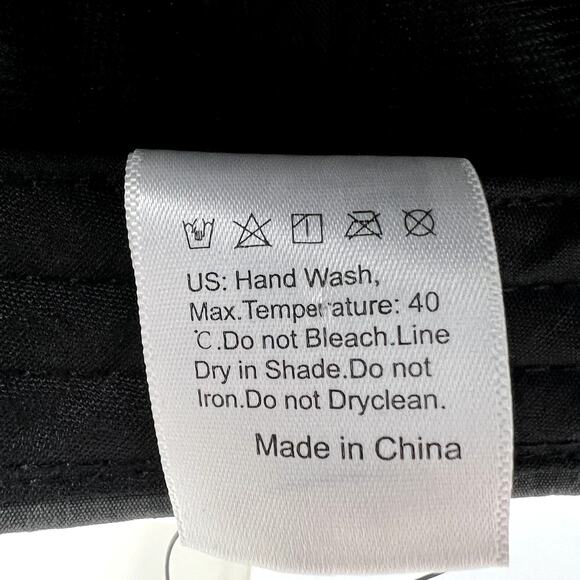 US: Hand Wash,
Max.Temperature: 40
℃.Do not Bleach.Line
Dry in Shade.Do not
Iron.Do not Dryclean.
Made in China